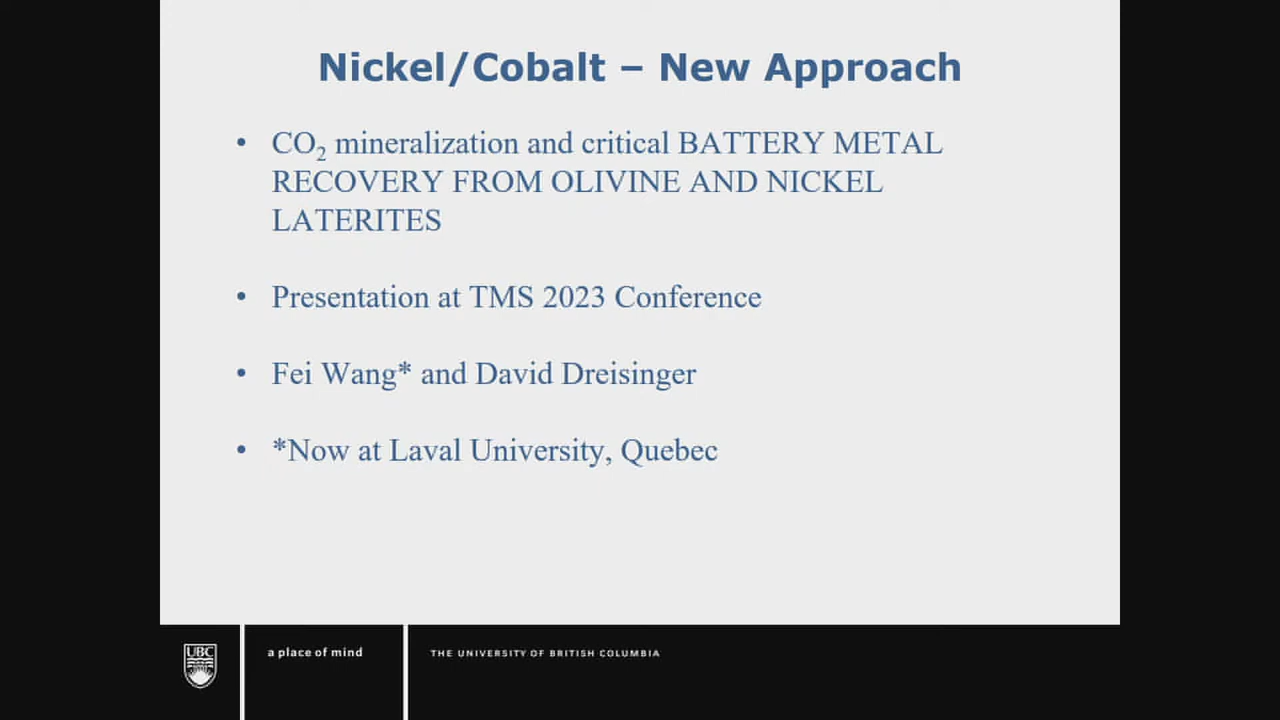 Nickel/Cobalt – New Approach
• CO₂ mineralization and critical BATTERY METAL
RECOVERY FROM OLIVINE AND NICKEL
LATERITES
• Presentation at TMS 2023 Conference
• Fei Wang* and David Dreisinger
• *Now at Laval University, Quebec
UBC
a place of mind
THE UNIVERSITY OF BRITISH COLUMBIA